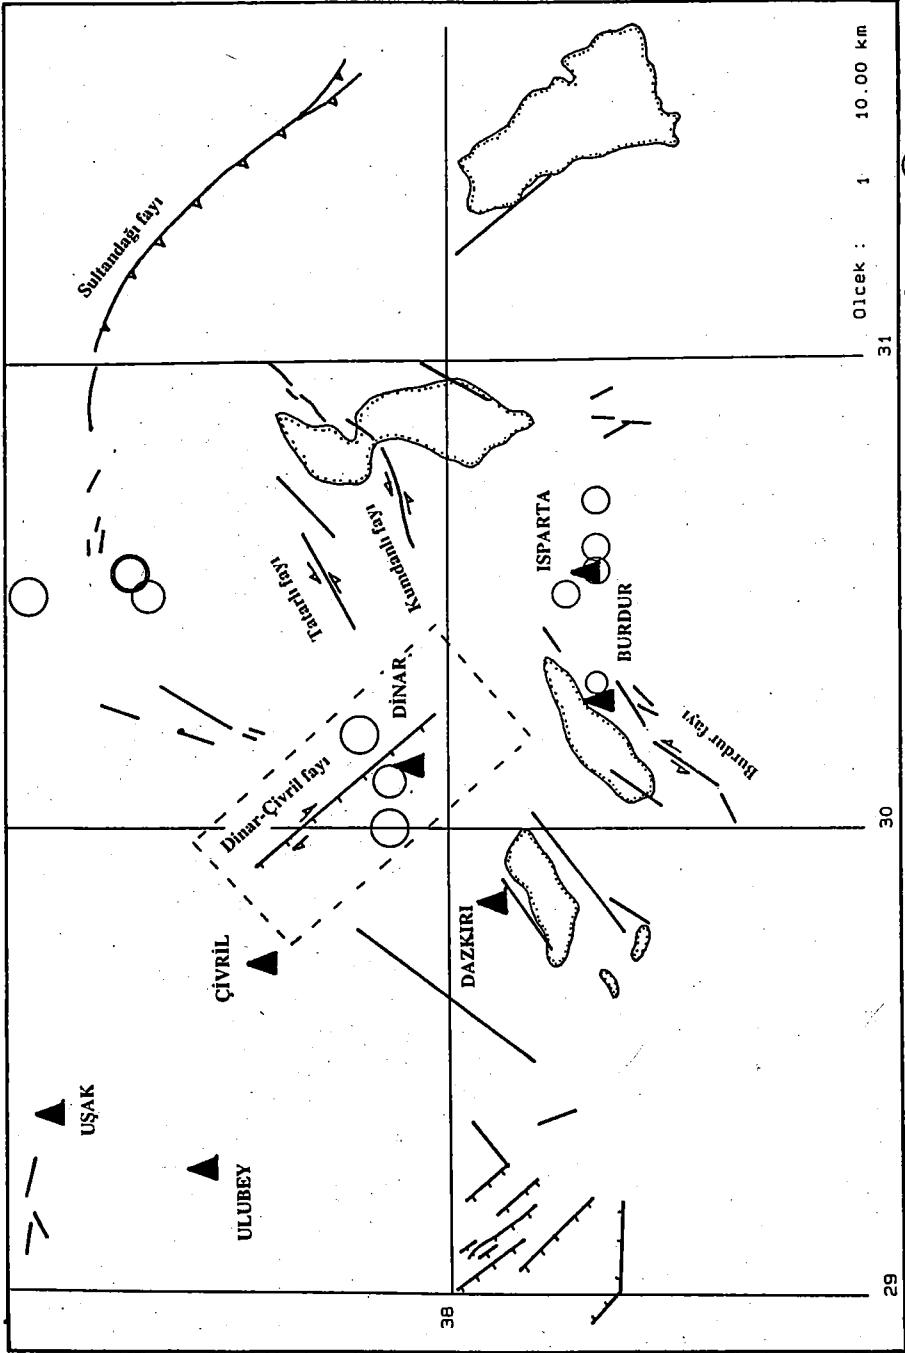 Sultandağı fayı
Tatarlı fayı
Kumdanlı fayı
ISPARTA
BURDUR
DİNAR
Dinar-Çivril fayı
Burdur fayı
ÇİVRİL
DAZKIRI
UŞAK
ULUBEY
38
29
30
31
Olcek : 1 10.00 km